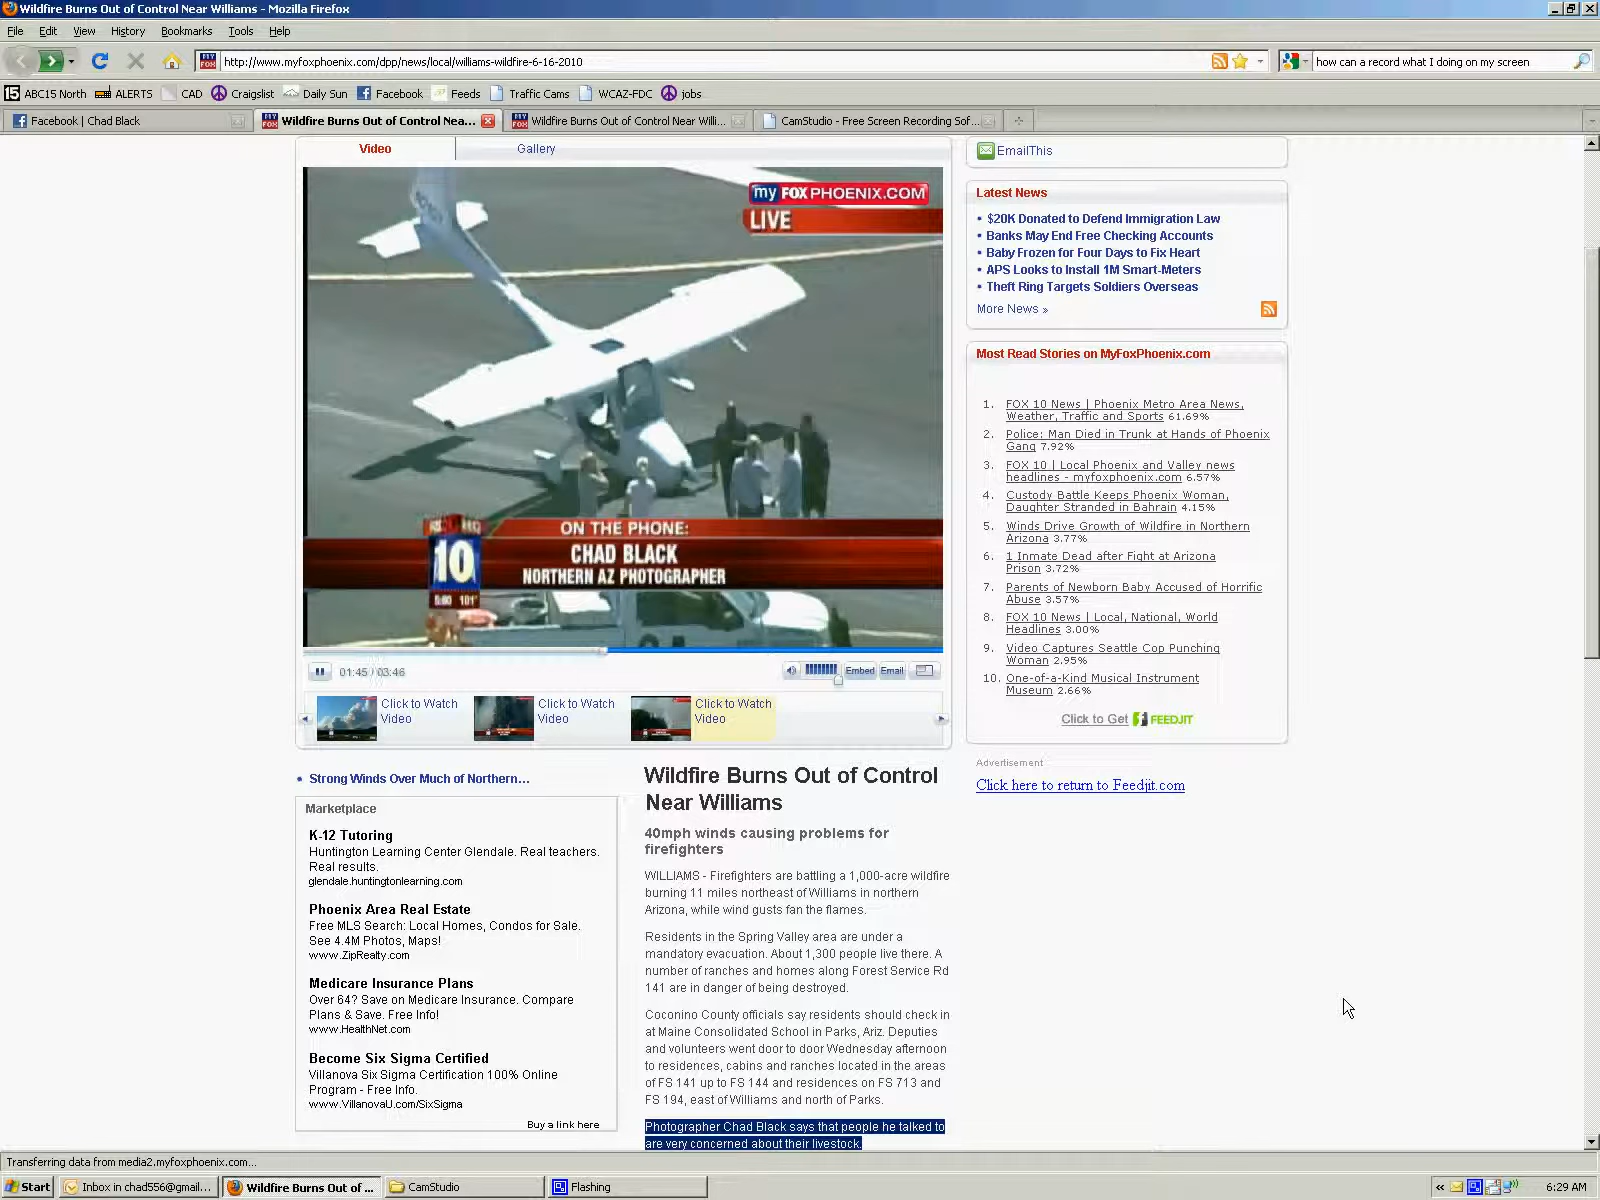 Wildfire Burns Out of Control Near Williams - Mozilla Firefox
File Edit View History Bookmarks Tools Help
http://www.myfoxphoenix.com/dpp/news/local/williams-wildfire-6-16-2010
how can a record what I doing on my screen
ABC15 North ALERTS CAD Craigslist Daily Sun Facebook Feeds Traffic Cams WCAZ-FDC jobs
Facebook | Chad Black
Wildfire Burns Out of Control Nea...
Wildfire Burns Out of Control Near Willi...
CamStudio - Free Screen Recording Sof...
Video
Gallery
my FOX PHOENIX.COM
LIVE
ON THE PHONE:
CHAD BLACK
NORTHERN AZ PHOTOGRAPHER
10
101°
01:45 / 03:46
Embed Email
Click to Watch
Video
Click to Watch
Video
Click to Watch
Video
EmailThis
Latest News
• $20K Donated to Defend Immigration Law
• Banks May End Free Checking Accounts
• Baby Frozen for Four Days to Fix Heart
• APS Looks to Install 1M Smart-Meters
• Theft Ring Targets Soldiers Overseas
More News »
Most Read Stories on MyFoxPhoenix.com
1. FOX 10 News | Phoenix Metro Area News,
Weather, Traffic and Sports 61.69%
2. Police: Man Died in Trunk at Hands of Phoenix
Gang 7.92%
3. FOX 10 | Local Phoenix and Valley news
headlines - myfoxphoenix.com 6.57%
4. Custody Battle Keeps Phoenix Woman,
Daughter Stranded in Bahrain 4.15%
5. Winds Drive Growth of Wildfire in Northern
Arizona 3.77%
6. 1 Inmate Dead after Fight at Arizona
Prison 3.72%
7. Parents of Newborn Baby Accused of Horrific
Abuse 3.57%
8. FOX 10 News | Local, National, World
Headlines 3.00%
9. Video Captures Seattle Cop Punching
Woman 2.95%
10. One-of-a-Kind Musical Instrument
Museum 2.66%
Click to Get FEEDJIT
Advertisement
Click here to return to Feedjit.com
• Strong Winds Over Much of Northern...
Marketplace
K-12 Tutoring
Huntington Learning Center Glendale. Real teachers.
Real results.
glendale.huntingtonlearning.com
Phoenix Area Real Estate
Free MLS Search: Local Homes, Condos for Sale.
See 4.4M Photos, Maps!
www.ZipRealty.com
Medicare Insurance Plans
Over 64? Save on Medicare Insurance. Compare
Plans & Save. Free Info!
www.HealthNet.com
Become Six Sigma Certified
Villanova Six Sigma Certification 100% Online
Program - Free Info.
www.VillanovaU.com/SixSigma
Buy a link here
Wildfire Burns Out of Control
Near Williams
40mph winds causing problems for
firefighters
WILLIAMS - Firefighters are battling a 1,000-acre wildfire
burning 11 miles northeast of Williams in northern
Arizona, while wind gusts fan the flames.
Residents in the Spring Valley area are under a
mandatory evacuation. About 1,300 people live there. A
number of ranches and homes along Forest Service Rd
141 are in danger of being destroyed.
Coconino County officials say residents should check in
at Maine Consolidated School in Parks, Ariz. Deputies
and volunteers went door to door Wednesday afternoon
to residences, cabins and ranches located in the areas
of FS 141 up to FS 144 and residences on FS 713 and
FS 194, east of Williams and north of Parks.
Photographer Chad Black says that people he talked to
are very concerned about their livestock.
Transferring data from media2.myfoxphoenix.com...
Start
Inbox in chad556@gmail...
Wildfire Burns Out of ...
CamStudio
Flashing
6:29 AM